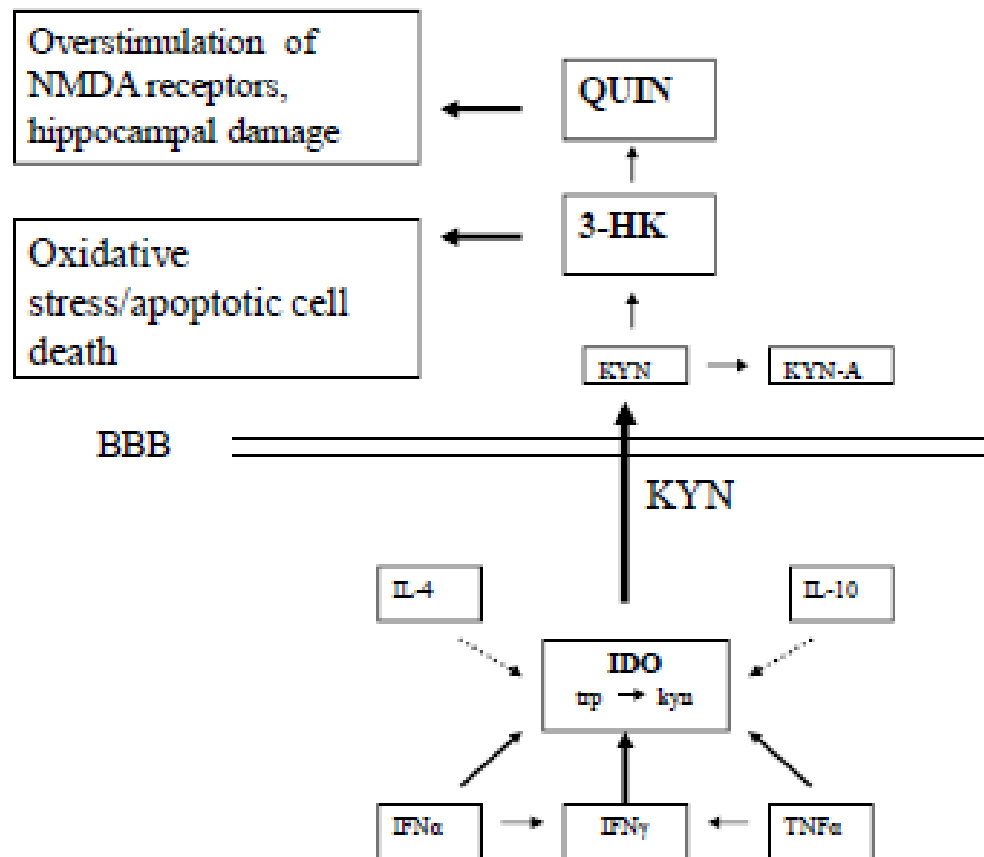 Overstimulation of
NMDA receptors,
hippocampal damage
QUIN
3-HK
Oxidative
stress/apoptotic cell
death
KYN
KYN-A
BBB
KYN
IL-4
IL-10
IDO
trp → kyn
IFNα
IFNγ
TNFα